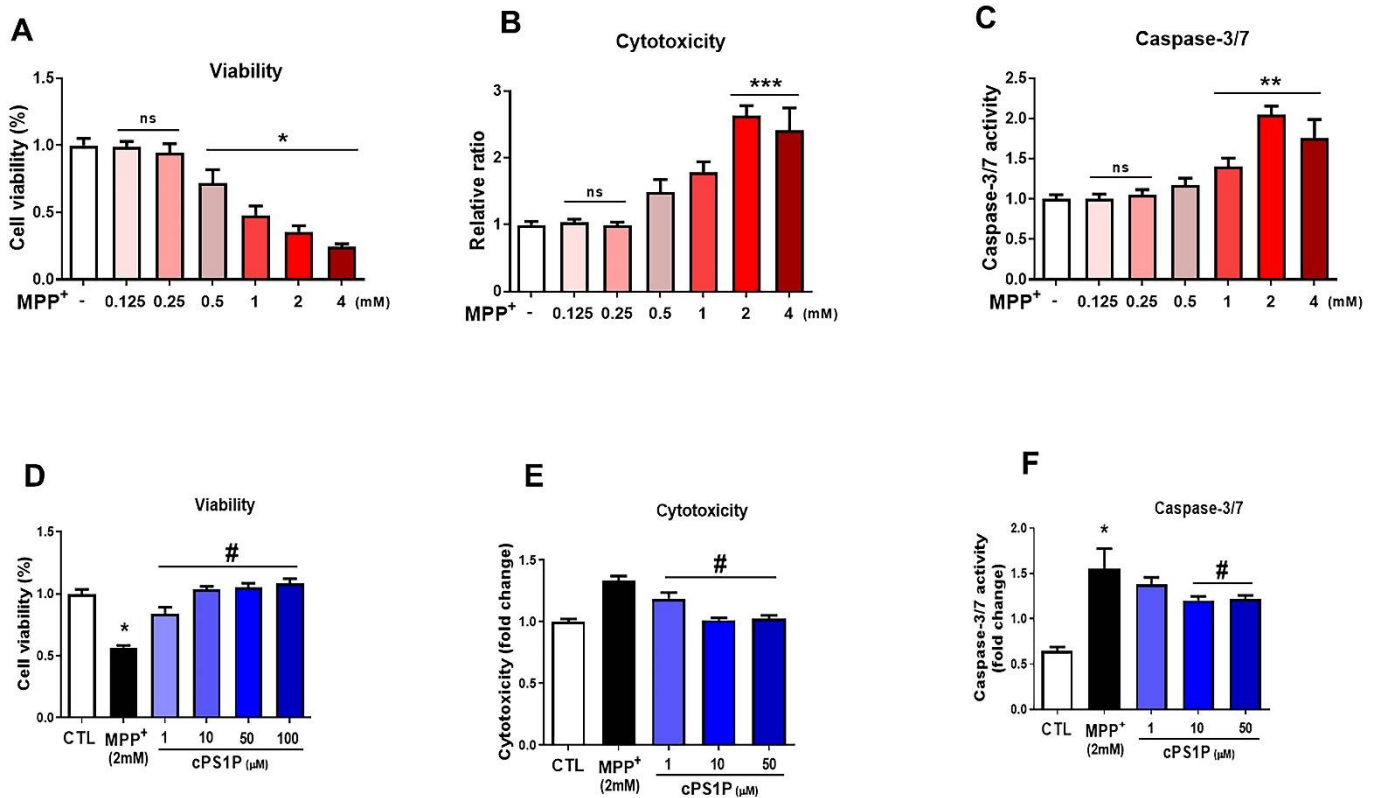 A
Viability
Cell viability (%)
1.5
1.0
0.5
0.0
ns
*
MPP+ - 0.125 0.25 0.5 1 2 4 (mM)
B
Cytotoxicity
Relative ratio
3
2
1
0
ns
***
MPP+ - 0.125 0.25 0.5 1 2 4 (mM)
C
Caspase-3/7
Caspase-3/7 activity
2.5
2.0
1.5
1.0
0.5
0.0
ns
**
MPP+ - 0.125 0.25 0.5 1 2 4 (mM)
D
Viability
Cell viability (%)
1.5
1.0
0.5
0.0
*
#
CTL MPP+ 1 10 50 100
(2mM) cPS1P (μM)
E
Cytotoxicity
Cytotoxicity (fold change)
1.5
1.0
0.5
0.0
#
CTL MPP+ 1 10 50
(2mM) cPS1P (μM)
F
Caspase-3/7
Caspase-3/7 activity
(fold change)
2.0
1.5
1.0
0.5
0.0
*
#
CTL MPP+ 1 10 50
(2mM) cPS1P (μM)